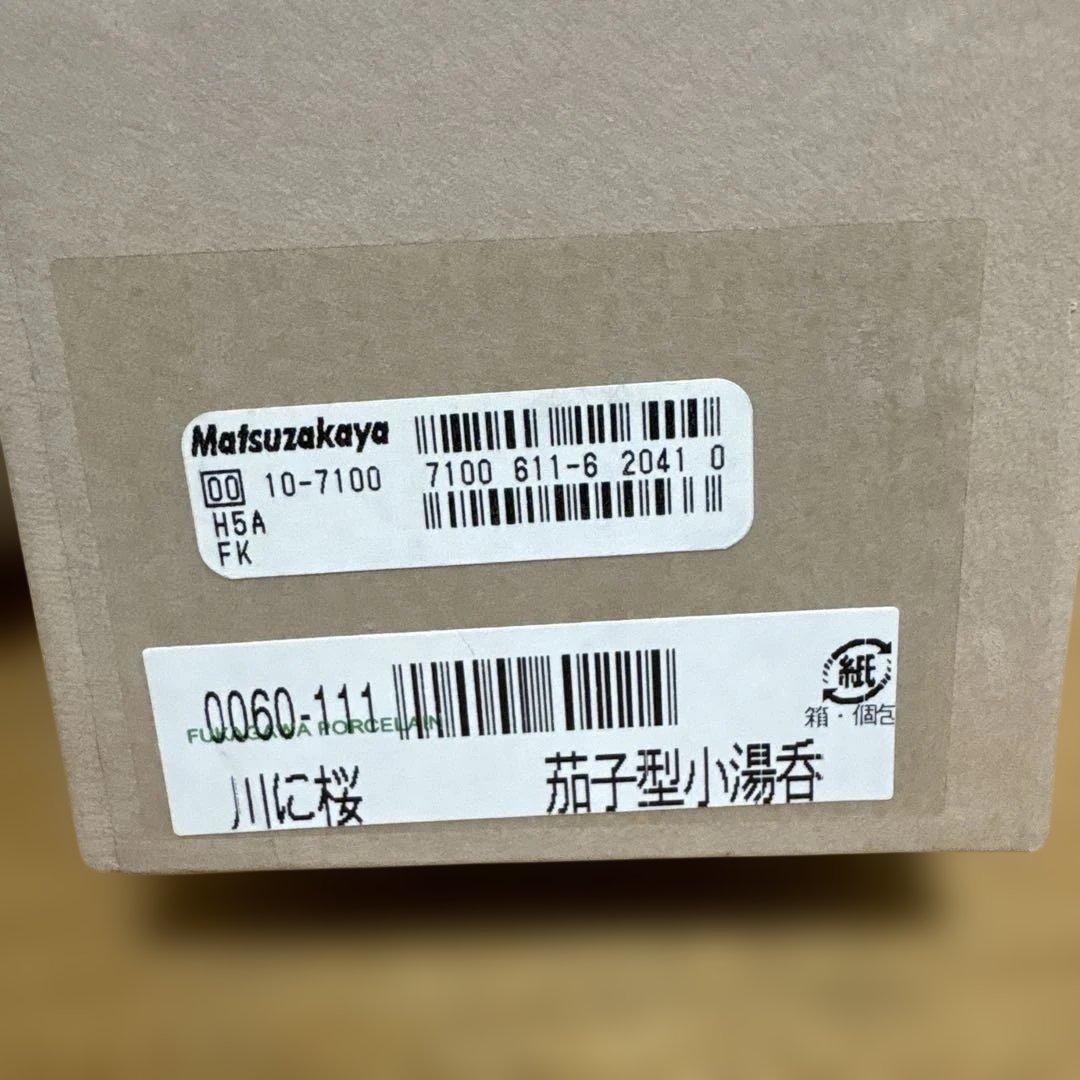 Matsuzakaya
00 10-7100
7100 611-6 2041 0
H5A
FK
0060-111
FUKAGAWA PORCELAIN
紙
箱・個包
川に桜 茄子型小湯呑